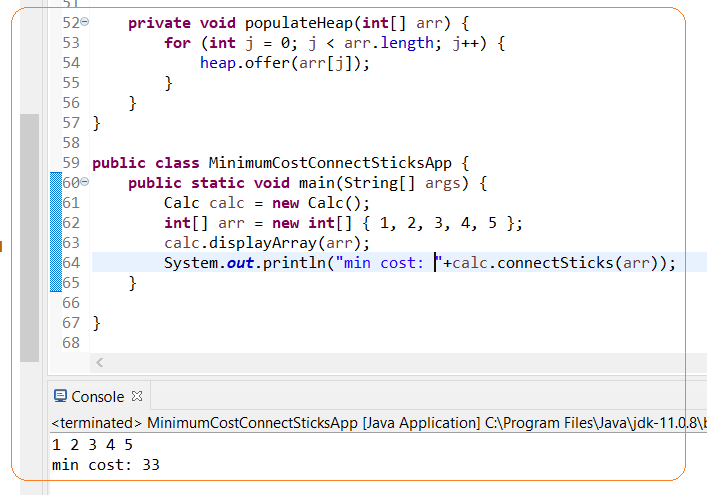 51
52 private void populateHeap(int[] arr) {
53 for (int j = 0; j < arr.length; j++) {
54 heap.offer(arr[j]);
55 }
56 }
57 }
58
59 public class MinimumCostConnectSticksApp {
60 public static void main(String[] args) {
61 Calc calc = new Calc();
62 int[] arr = new int[] { 1, 2, 3, 4, 5 };
63 calc.displayArray(arr);
64 System.out.println("min cost: "+calc.connectSticks(arr));
65 }
66
67 }
68
Console
<terminated> MinimumCostConnectSticksApp [Java Application] C:\Program Files\Java\jdk-11.0.8\b
1 2 3 4 5
min cost: 33